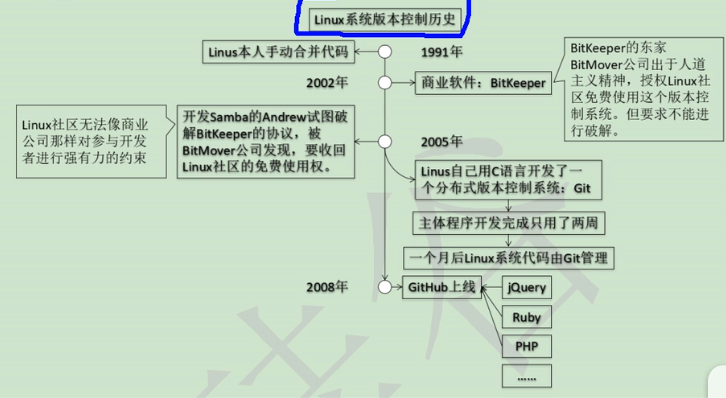 Linux系统版本控制历史
Linus本人手动合并代码
1991年
2002年
商业软件：BitKeeper
BitKeeper的东家
BitMover公司出于人道
主义精神，授权Linux社
区免费使用这个版本控
制系统。但要求不能进
行破解。
Linux社区无法像商业
公司那样对参与开发
者进行强有力的约束
开发Samba的Andrew试图破
解BitKeeper的协议，被
BitMover公司发现，要收回
Linux社区的免费使用权。
2005年
Linus自己用C语言开发了一
个分布式版本控制系统：Git
主体程序开发完成只用了两周
一个月后Linux系统代码由Git管理
2008年
GitHub上线
jQuery
Ruby
PHP
……